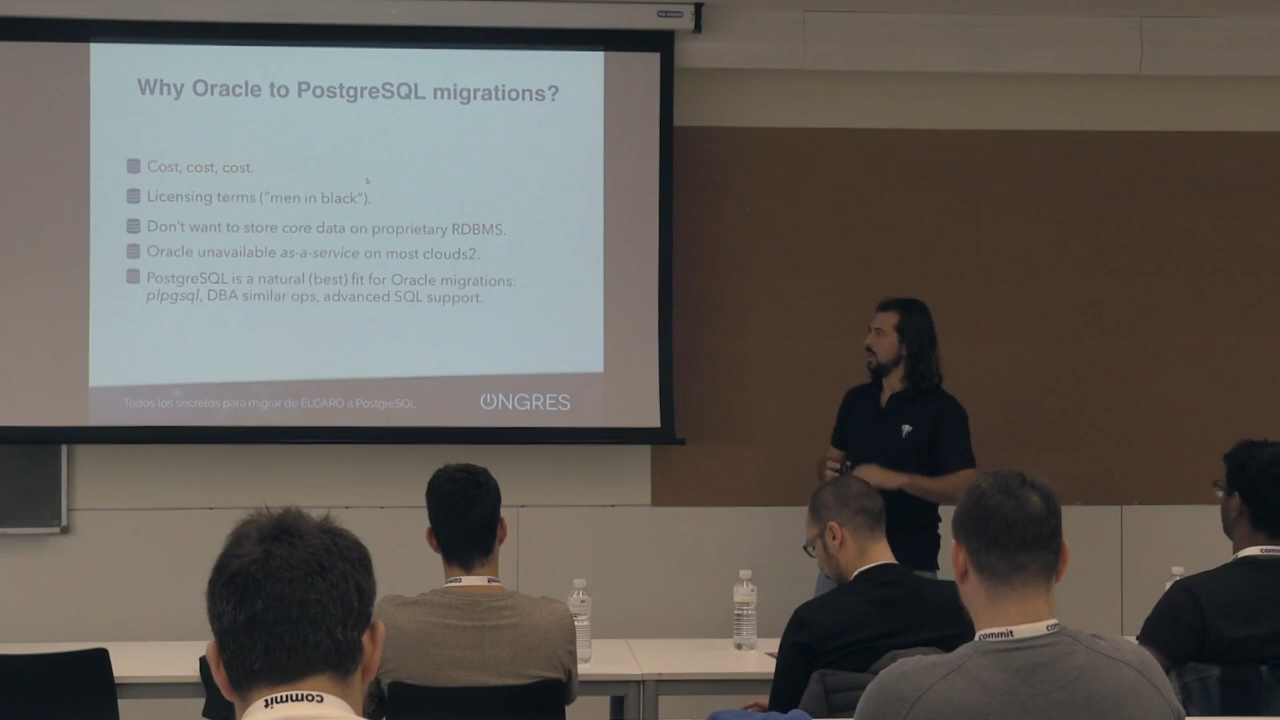 Why Oracle to PostgreSQL migrations?
Cost, cost, cost.
Licensing terms ("men in black").
Don't want to store core data on proprietary RDBMS.
Oracle unavailable as-a-service on most clouds2.
PostgreSQL is a natural (best) fit for Oracle migrations:
plpgsql, DBA similar ops, advanced SQL support.
Todos los secretos para migrar de ELCARO a PostgreSQL
ONGRES
commit
commit